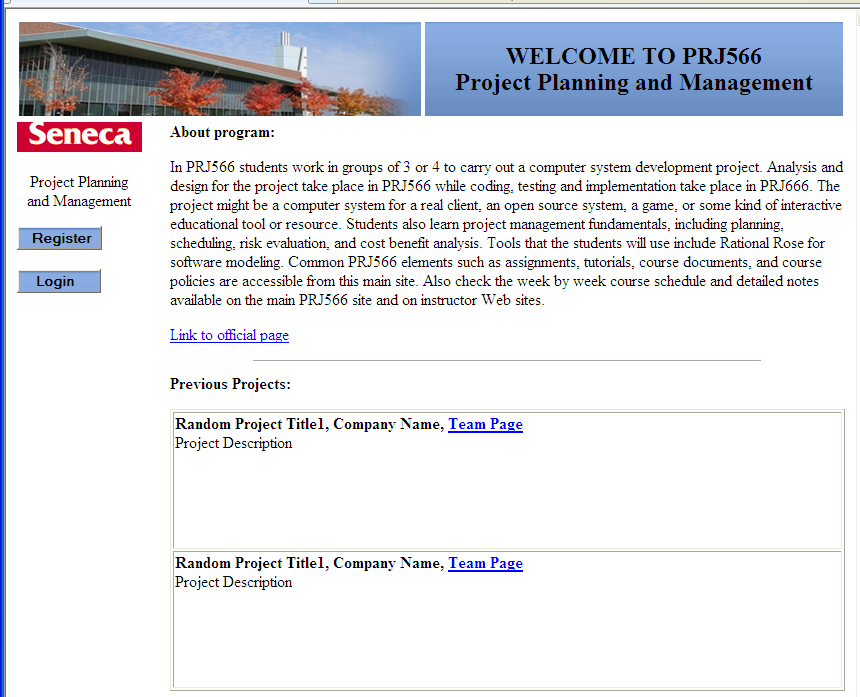 WELCOME TO PRJ566
Project Planning and Management
Seneca
Project Planning
and Management
Register
Login
About program:
In PRJ566 students work in groups of 3 or 4 to carry out a computer system development project. Analysis and
design for the project take place in PRJ566 while coding, testing and implementation take place in PRJ666. The
project might be a computer system for a real client, an open source system, a game, or some kind of interactive
educational tool or resource. Students also learn project management fundamentals, including planning,
scheduling, risk evaluation, and cost benefit analysis. Tools that the students will use include Rational Rose for
software modeling. Common PRJ566 elements such as assignments, tutorials, course documents, and course
policies are accessible from this main site. Also check the week by week course schedule and detailed notes
available on the main PRJ566 site and on instructor Web sites.
Link to official page
Previous Projects:
Random Project Title1, Company Name, Team Page
Project Description
Random Project Title1, Company Name, Team Page
Project Description